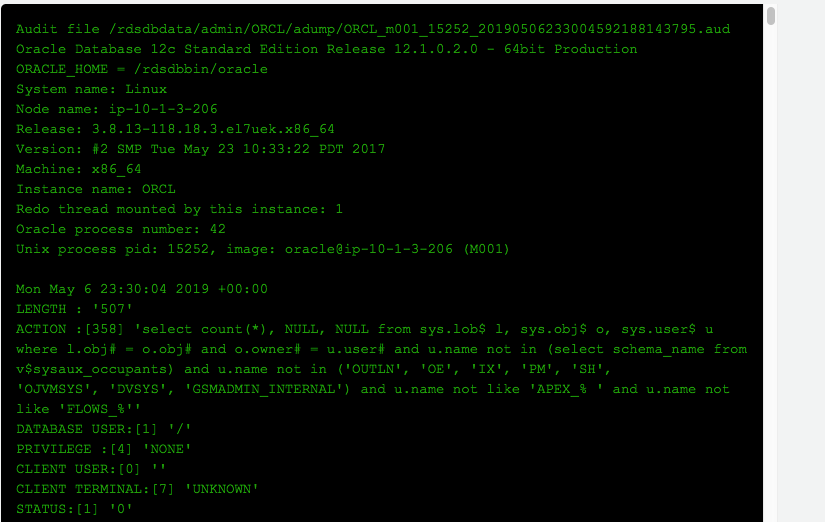 Audit file /rdsdbdata/admin/ORCL/adump/ORCL_m001_15252_20190506233004592188143795.aud
Oracle Database 12c Standard Edition Release 12.1.0.2.0 - 64bit Production
ORACLE_HOME = /rdsdbbin/oracle
System name: Linux
Node name: ip-10-1-3-206
Release: 3.8.13-118.18.3.el7uek.x86_64
Version: #2 SMP Tue May 23 10:33:22 PDT 2017
Machine: x86_64
Instance name: ORCL
Redo thread mounted by this instance: 1
Oracle process number: 42
Unix process pid: 15252, image: oracle@ip-10-1-3-206 (M001)

Mon May 6 23:30:04 2019 +00:00
LENGTH : '507'
ACTION :[358] 'select count(*), NULL, NULL from sys.lob$ l, sys.obj$ o, sys.user$ u
where l.obj# = o.obj# and o.owner# = u.user# and u.name not in (select schema_name from
v$sysaux_occupants) and u.name not in ('OUTLN', 'OE', 'IX', 'PM', 'SH',
'OJVMSYS', 'DVSYS', 'GSMADMIN_INTERNAL') and u.name not like 'APEX_% ' and u.name not
like 'FLOWS_%''
DATABASE USER:[1] '/'
PRIVILEGE :[4] 'NONE'
CLIENT USER:[0] ''
CLIENT TERMINAL:[7] 'UNKNOWN'
STATUS:[1] '0'